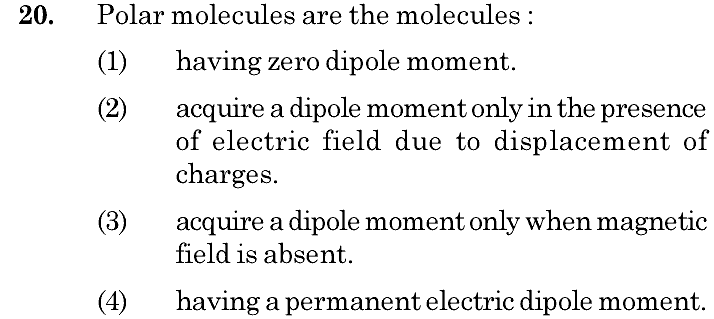 20. Polar molecules are the molecules :
(1) having zero dipole moment.
(2) acquire a dipole moment only in the presence
of electric field due to displacement of
charges.
(3) acquire a dipole moment only when magnetic
field is absent.
(4) having a permanent electric dipole moment.